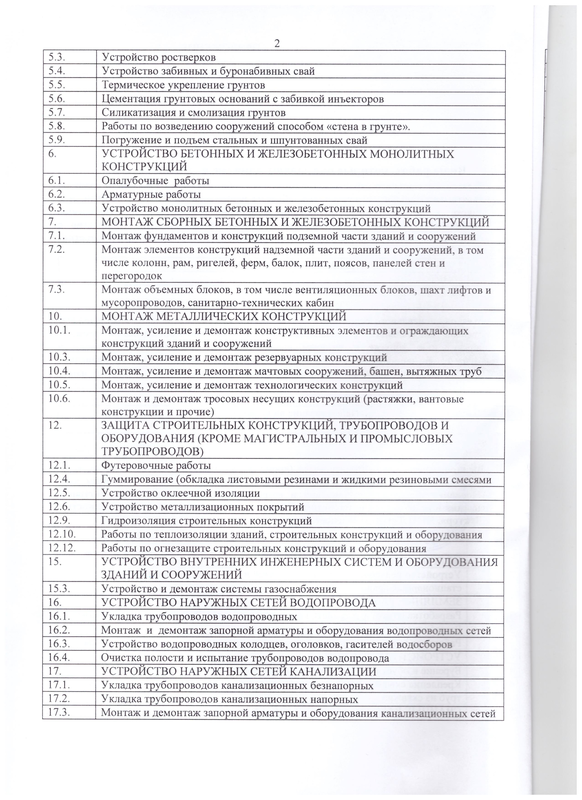 2
5.3. Устройство ростверков
5.4. Устройство забивных и буронабивных свай
5.5. Термическое укрепление грунтов
5.6. Цементация грунтовых оснований с забивкой инъекторов
5.7. Силикатизация и смолизация грунтов
5.8. Работы по возведению сооружений способом «стена в грунте».
5.9. Погружение и подъем стальных и шпунтованных свай
6. УСТРОЙСТВО БЕТОННЫХ И ЖЕЛЕЗОБЕТОННЫХ МОНОЛИТНЫХ
КОНСТРУКЦИЙ
6.1. Опалубочные работы
6.2. Арматурные работы
6.3. Устройство монолитных бетонных и железобетонных конструкций
7. МОНТАЖ СБОРНЫХ БЕТОННЫХ И ЖЕЛЕЗОБЕТОННЫХ КОНСТРУКЦИЙ
7.1. Монтаж фундаментов и конструкций подземной части зданий и сооружений
7.2. Монтаж элементов конструкций надземной части зданий и сооружений, в том
числе колонн, рам, ригелей, ферм, балок, плит, поясов, панелей стен и
перегородок
7.3. Монтаж объемных блоков, в том числе вентиляционных блоков, шахт лифтов и
мусоропроводов, санитарно-технических кабин
10. МОНТАЖ МЕТАЛЛИЧЕСКИХ КОНСТРУКЦИЙ
10.1. Монтаж, усиление и демонтаж конструктивных элементов и ограждающих
конструкций зданий и сооружений
10.3. Монтаж, усиление и демонтаж резервуарных конструкций
10.4. Монтаж, усиление и демонтаж мачтовых сооружений, башен, вытяжных труб
10.5. Монтаж, усиление и демонтаж технологических конструкций
10.6. Монтаж и демонтаж тросовых несущих конструкций (растяжки, вантовые
конструкции и прочие)
12. ЗАЩИТА СТРОИТЕЛЬНЫХ КОНСТРУКЦИЙ, ТРУБОПРОВОДОВ И
ОБОРУДОВАНИЯ (КРОМЕ МАГИСТРАЛЬНЫХ И ПРОМЫСЛОВЫХ
ТРУБОПРОВОДОВ)
12.1. Футеровочные работы
12.4. Гуммирование (обкладка листовыми резинами и жидкими резиновыми смесями
12.5. Устройство оклеечной изоляции
12.6. Устройство металлизационных покрытий
12.9. Гидроизоляция строительных конструкций
12.10. Работы по теплоизоляции зданий, строительных конструкций и оборудования
12.12. Работы по огнезащите строительных конструкций и оборудования
15. УСТРОЙСТВО ВНУТРЕННИХ ИНЖЕНЕРНЫХ СИСТЕМ И ОБОРУДОВАНИЯ
ЗДАНИЙ И СООРУЖЕНИЙ
15.3. Устройство и демонтаж системы газоснабжения
16. УСТРОЙСТВО НАРУЖНЫХ СЕТЕЙ ВОДОПРОВОДА
16.1. Укладка трубопроводов водопроводных
16.2. Монтаж и демонтаж запорной арматуры и оборудования водопроводных сетей
16.3. Устройство водопроводных колодцев, оголовков, гасителей водосборов
16.4. Очистка полости и испытание трубопроводов водопровода
17. УСТРОЙСТВО НАРУЖНЫХ СЕТЕЙ КАНАЛИЗАЦИИ
17.1. Укладка трубопроводов канализационных безнапорных
17.2. Укладка трубопроводов канализационных напорных
17.3. Монтаж и демонтаж запорной арматуры и оборудования канализационных сетей